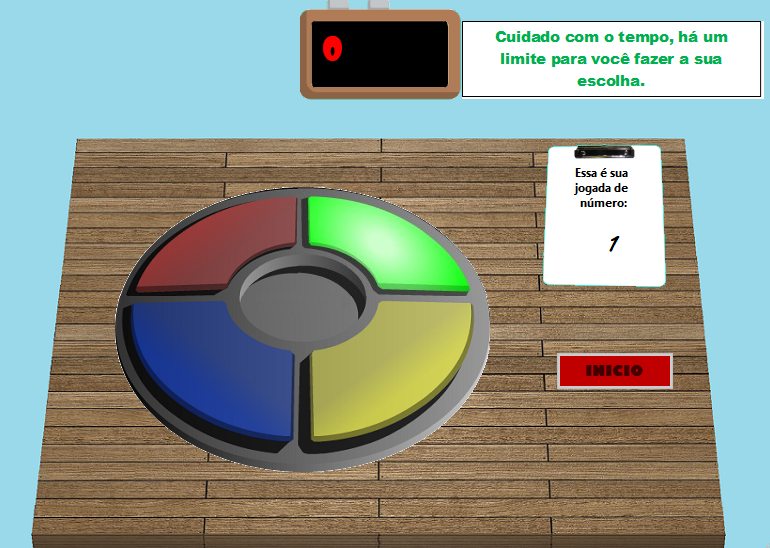 0
Cuidado com o tempo, há um
limite para você fazer a sua
escolha.
Essa é sua
jogada de
número:
1
INICIO